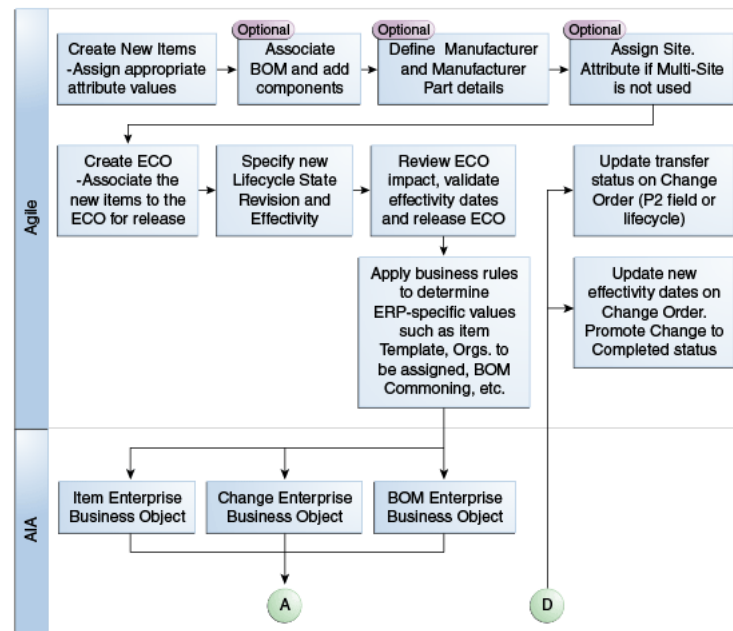 Optional
Optional
Optional
Create New Items
-Assign appropriate
attribute values
Associate
BOM and add
components
Define Manufacturer
and Manufacturer
Part details
Assign Site.
Attribute if Multi-Site
is not used
Agile
Create ECO
-Associate the
new items to the
ECO for release
Specify new
Lifecycle State
Revision and
Effectivity
Review ECO
impact, validate
effectivity dates
and release ECO
Update transfer
status on Change
Order (P2 field or
lifecycle)
Apply business rules
to determine
ERP-specific values
such as item
Template, Orgs. to
be assigned, BOM
Commoning, etc.
Update new
effectivity dates on
Change Order.
Promote Change to
Completed status
AIA
Item Enterprise
Business Object
Change Enterprise
Business Object
BOM Enterprise
Business Object
A
D